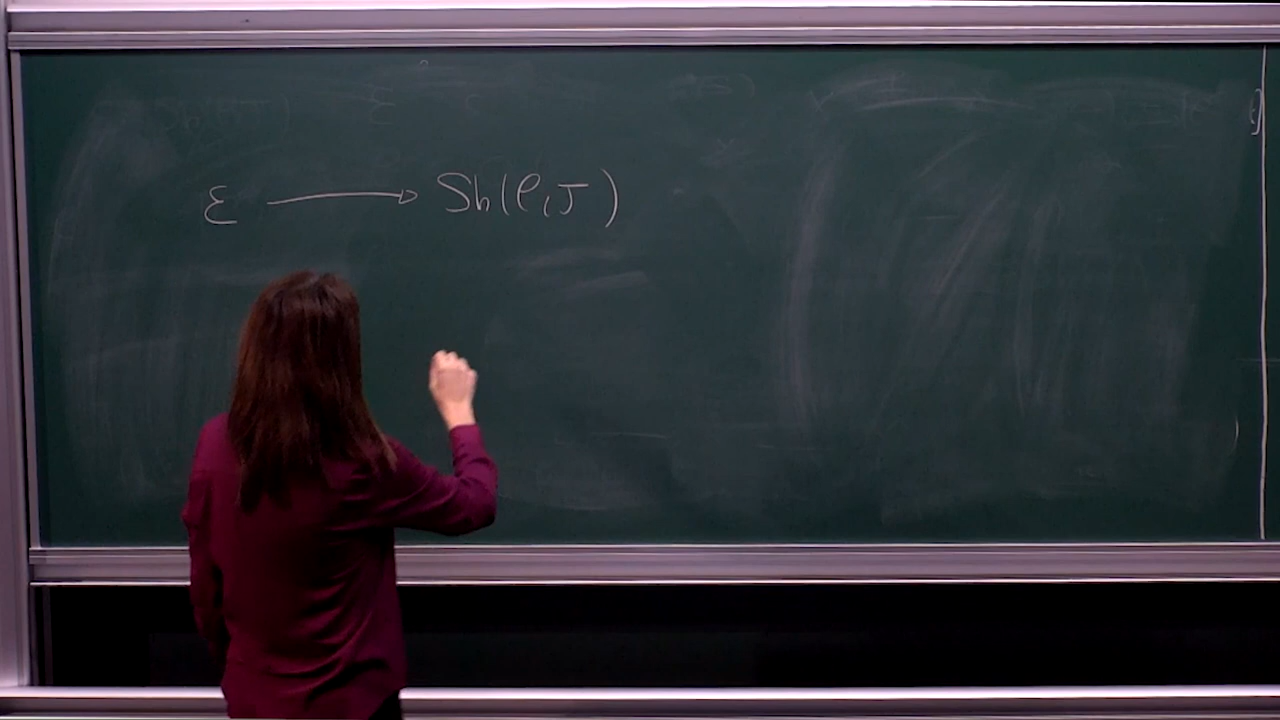 ℰ → Sh(𝒞, J)